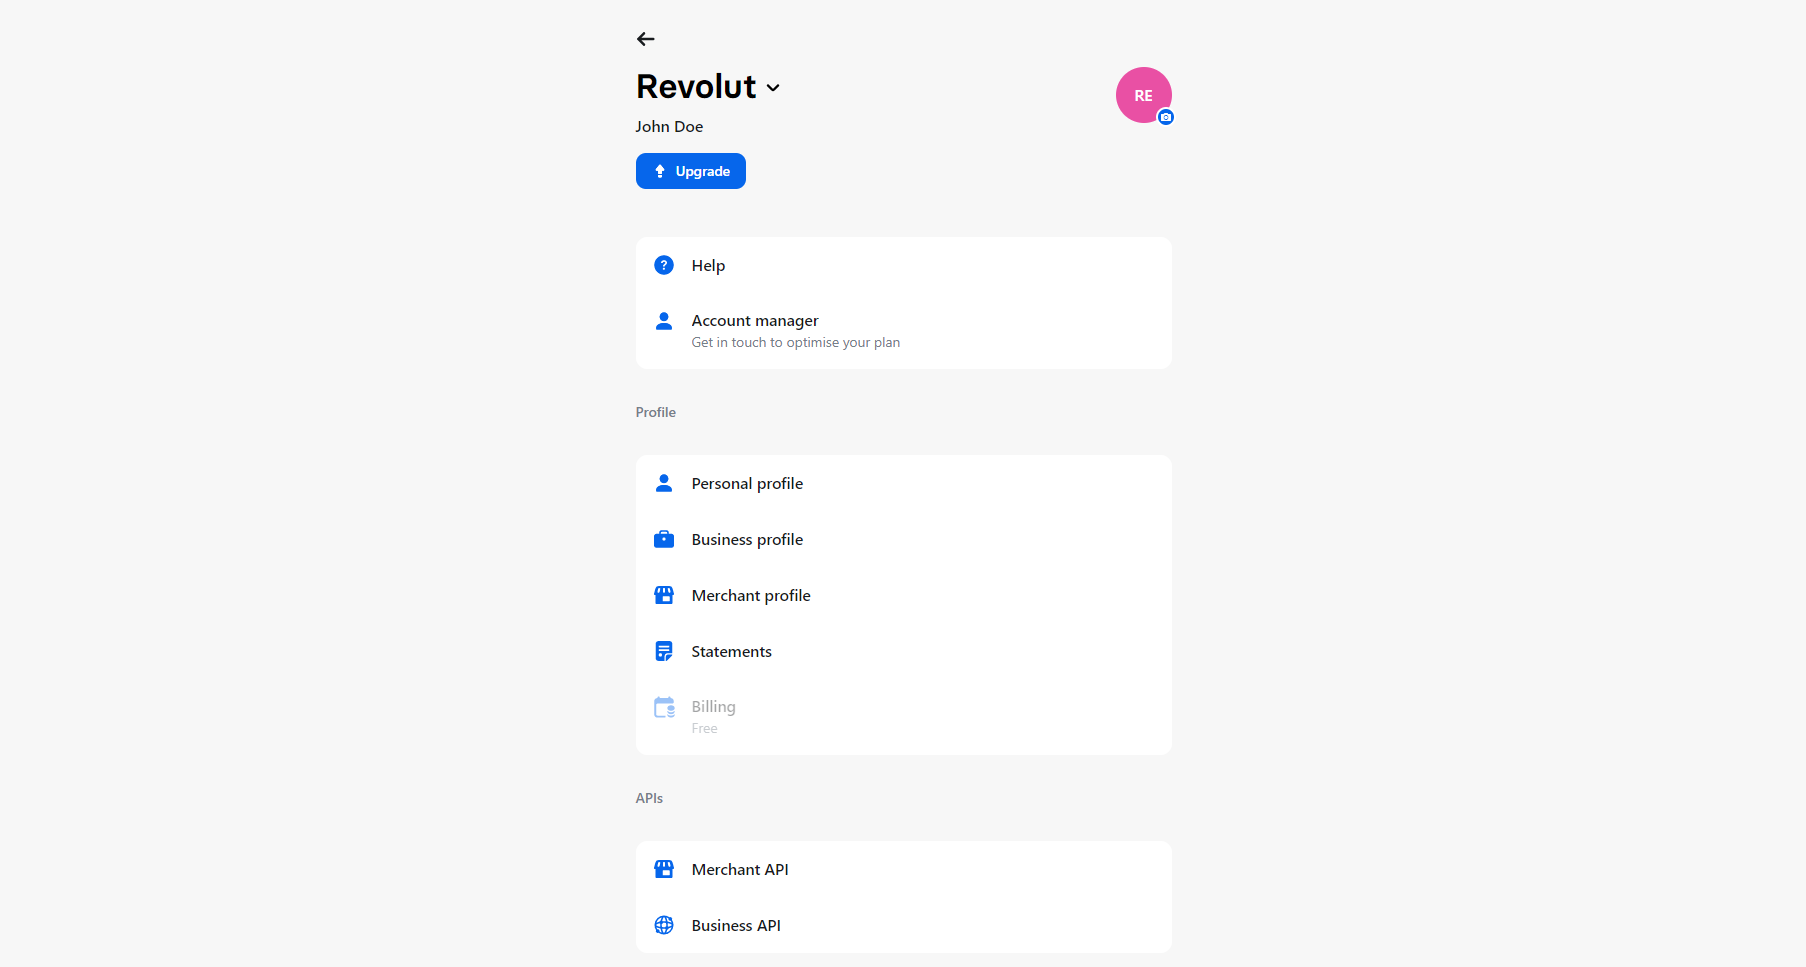 Revolut
RE
John Doe
Upgrade
Help
Account manager
Get in touch to optimise your plan
Profile
Personal profile
Business profile
Merchant profile
Statements
Billing
Free
APIs
Merchant API
Business API